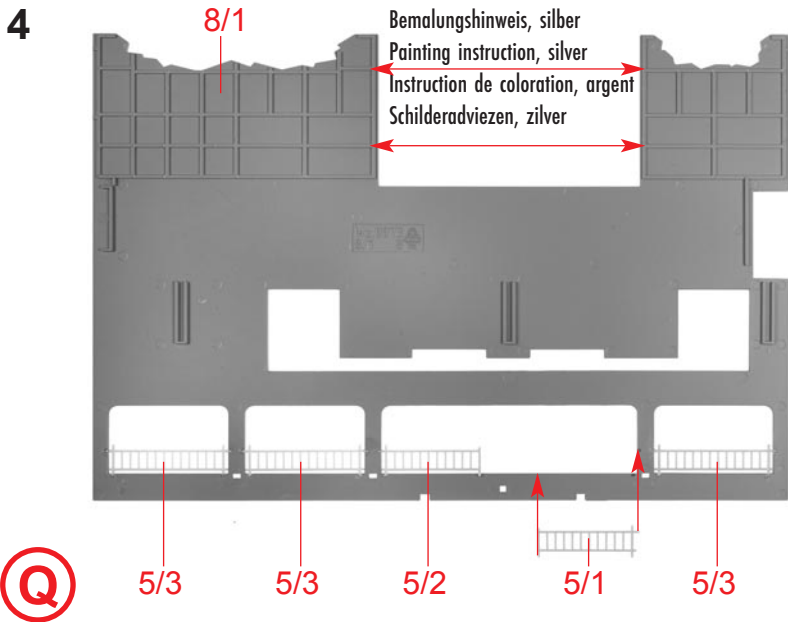 4
8/1
Bemalungshinweis, silber
Painting instruction, silver
Instruction de coloration, argent
Schilderadviezen, zilver
5/3
5/3
5/2
5/1
5/3
Q